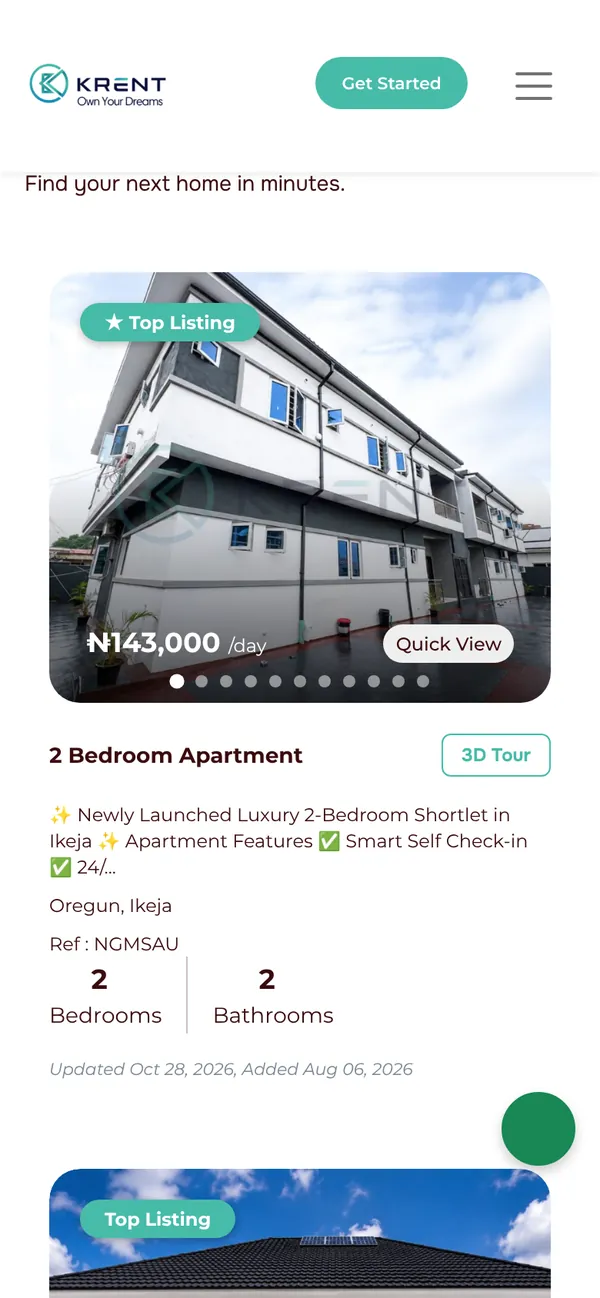 KRENT
Own Your Dreams
Get Started
Find your next home in minutes.
★ Top Listing
KRENT
₦143,000 /day
Quick View
2 Bedroom Apartment
3D Tour
✨ Newly Launched Luxury 2-Bedroom Shortlet in
Ikeja ✨ Apartment Features ✅ Smart Self Check-in
✅ 24/...
Oregun, Ikeja
Ref : NGMSAU
2
Bedrooms
2
Bathrooms
Updated Oct 28, 2026, Added Aug 06, 2026
Top Listing